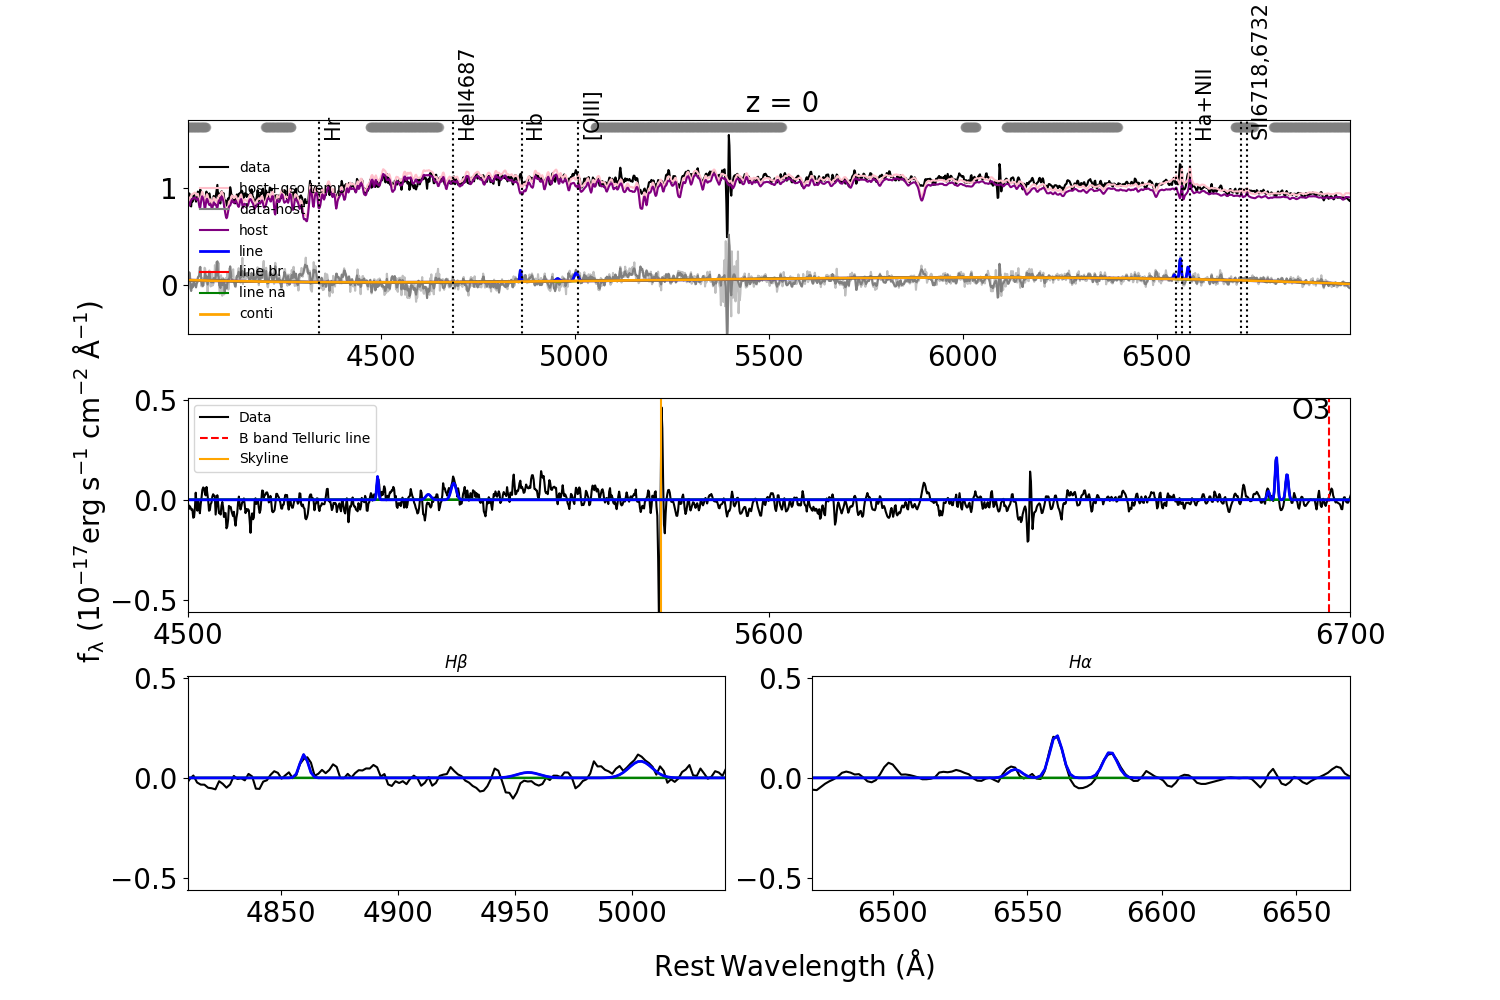 z = 0
Hr
HeII4687
Hb
[OIII]
Ha+NII
SII6718,6732
data
host+qso temp
data-host
host
line
line br
line na
conti
1
0
4500
5000
5500
6000
6500
0.5
0.0
−0.5
Data
B band Telluric line
Skyline
O3
4500
5600
6700
fλ (10⁻¹⁷erg s⁻¹ cm⁻² Å⁻¹)
Hβ
0.5
0.0
−0.5
4850
4900
4950
5000
Hα
0.5
0.0
−0.5
6500
6550
6600
6650
Rest Wavelength (Å)